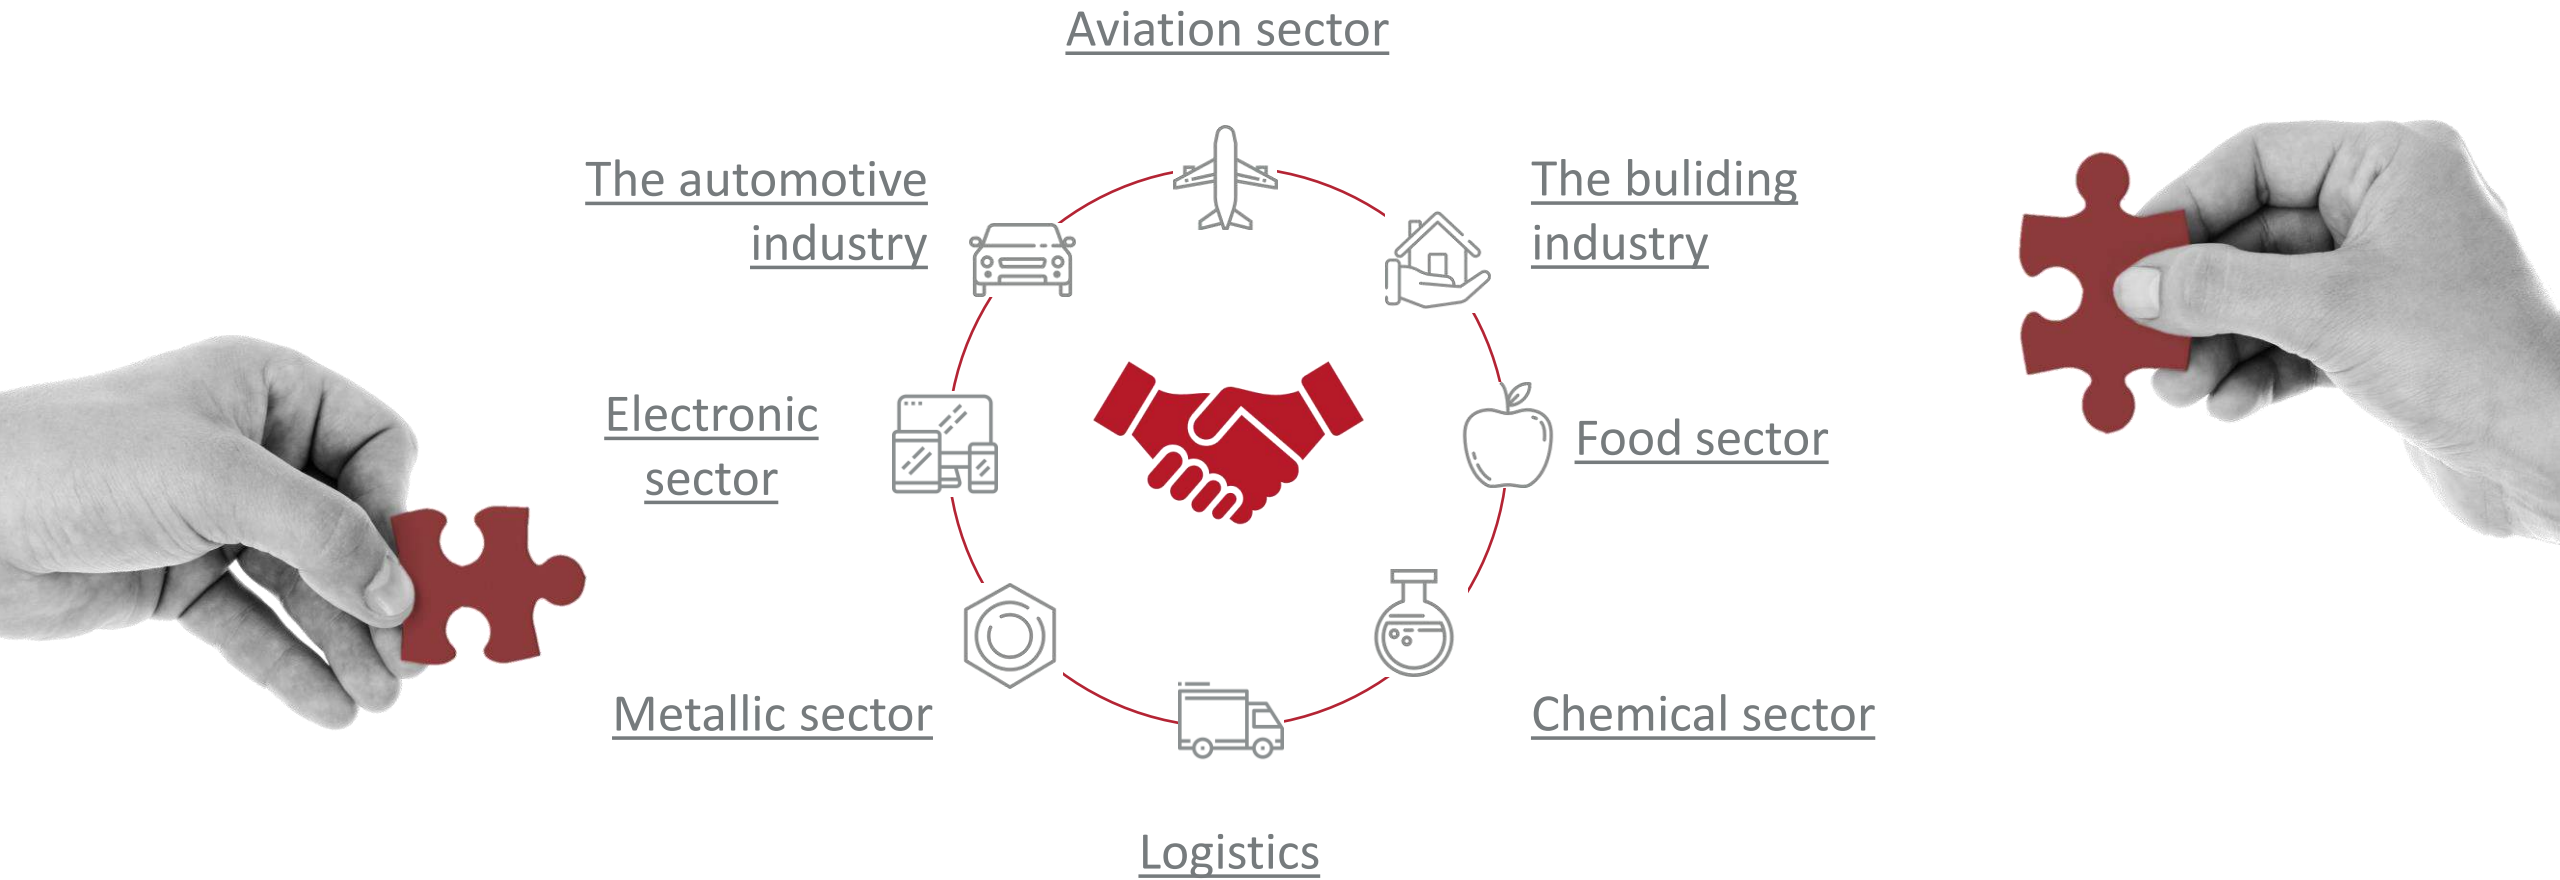 Aviation sector
The automotive
industry
The buliding
industry
Electronic
sector
Food sector
Metallic sector
Chemical sector
Logistics